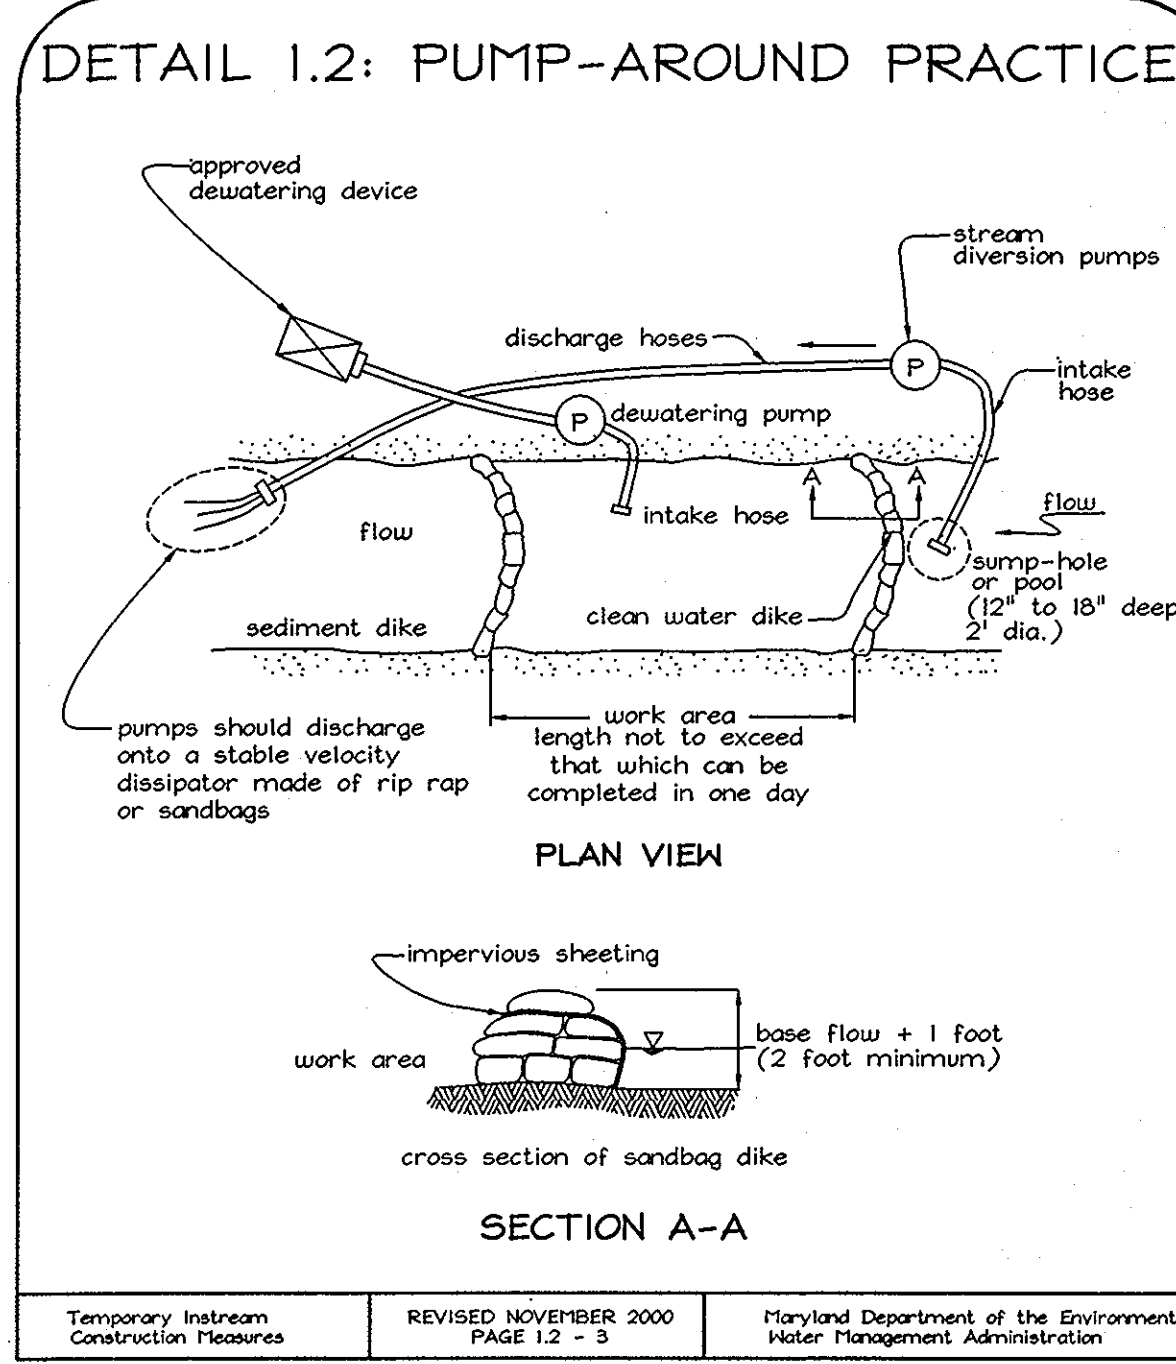 DETAIL 1.2: PUMP-AROUND PRACTICE
approved
dewatering device
stream
diversion pumps
discharge hoses
P
intake
hose
P
dewatering pump
A
A
intake hose
flow
flow
sump-hole
or pool
(12" to 18" deep
2' dia.)
clean water dike
sediment dike
work area
length not to exceed
that which can be
completed in one day
pumps should discharge
onto a stable velocity
dissipator made of rip rap
or sandbags
PLAN VIEW
impervious sheeting
work area
base flow + 1 foot
(2 foot minimum)
cross section of sandbag dike
SECTION A-A
Temporary Instream
Construction Measures
REVISED NOVEMBER 2000
PAGE 1.2 - 3
Maryland Department of the Environment
Water Management Administration